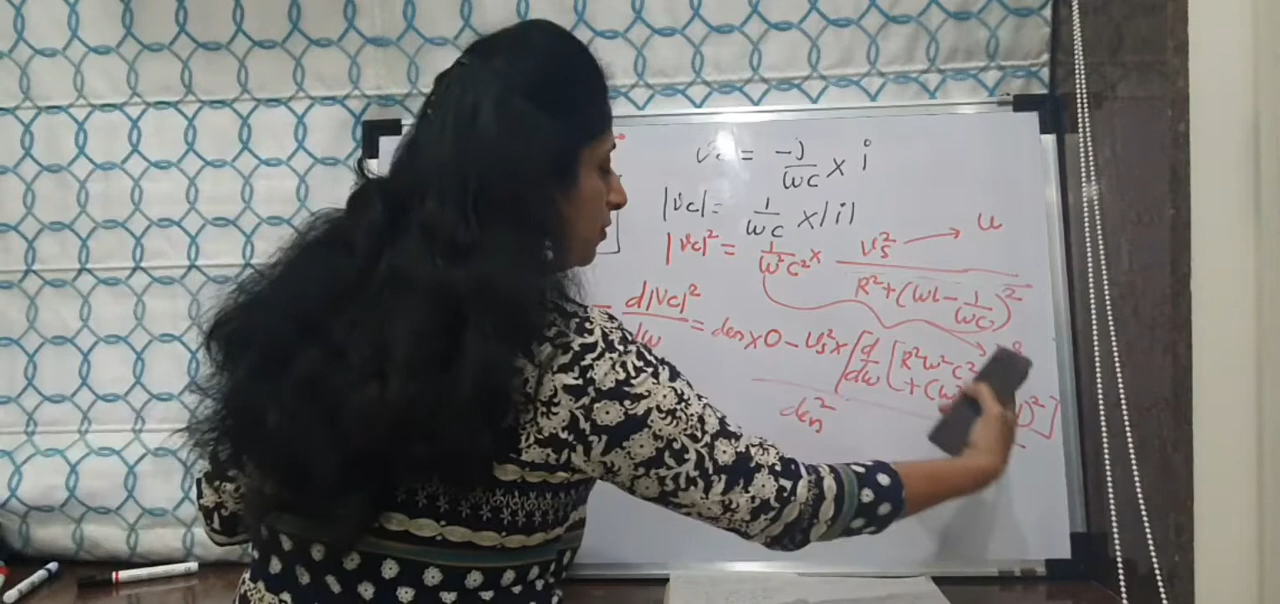 = -j/ωC × i
|Vc| = 1/ωC × |i|
|Vc|² = 1/ω²C² × Vs² → u
R² + (ωL - 1/ωC)²
d|Vc|²/dω = den × 0 - Vs² × [d/dω [R²ω²C²
+ (ω² )²]
den²